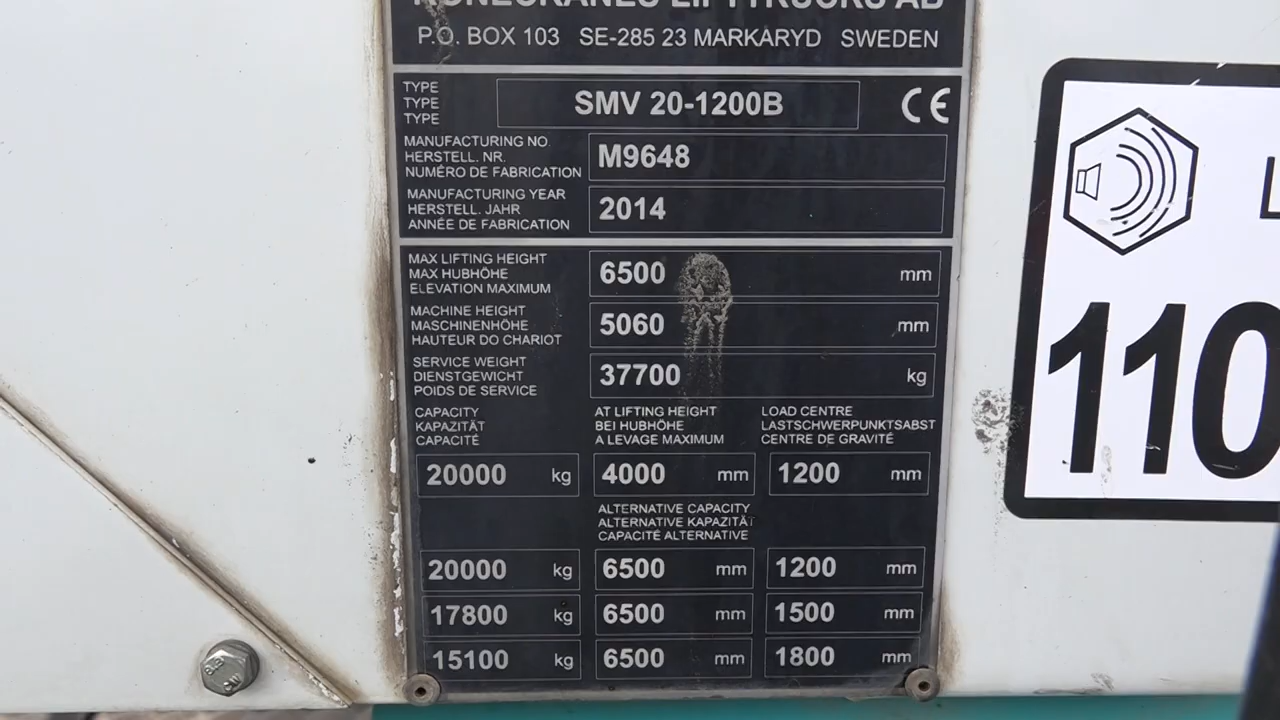 KONECRANES LIFTTRUCKS AB
P.O. BOX 103 SE-285 23 MARKARYD SWEDEN
TYPE
TYPE
TYPE
SMV 20-1200B
CE
MANUFACTURING NO.
HERSTELL. NR.
NUMÉRO DE FABRICATION
M9648
MANUFACTURING YEAR
HERSTELL. JAHR
ANNÉE DE FABRICATION
2014
MAX LIFTING HEIGHT
MAX HUBHÖHE
ELEVATION MAXIMUM
6500 mm
MACHINE HEIGHT
MASCHINENHÖHE
HAUTEUR DO CHARIOT
5060 mm
SERVICE WEIGHT
DIENSTGEWICHT
POIDS DE SERVICE
37700 kg
CAPACITY
KAPAZITÄT
CAPACITÉ
AT LIFTING HEIGHT
BEI HUBHÖHE
A LEVAGE MAXIMUM
LOAD CENTRE
LASTSCHWERPUNKTSABST
CENTRE DE GRAVITÉ
20000 kg 4000 mm 1200 mm
ALTERNATIVE CAPACITY
ALTERNATIVE KAPAZITÄT
CAPACITÉ ALTERNATIVE
20000 kg 6500 mm 1200 mm
17800 kg 6500 mm 1500 mm
15100 kg 6500 mm 1800 mm
L
110